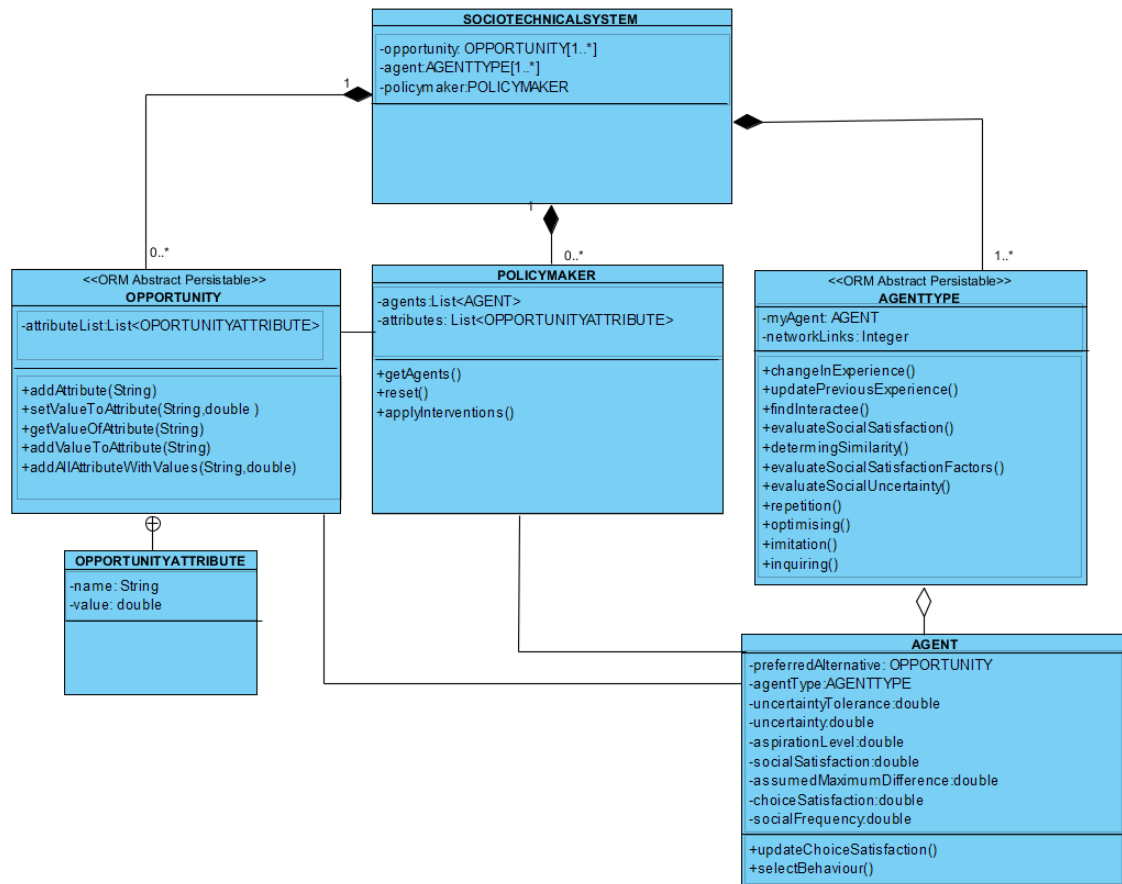 SOCIOTECHNICALSYSTEM
-opportunity: OPPORTUNITY[1..*]
-agent:AGENTTYPE[1..*]
-policymaker:POLICYMAKER
1
1
0..*
0..*
1..*
<<ORM Abstract Persistable>>
OPPORTUNITY
-attributeList:List<OPORTUNITYATTRIBUTE>
+addAttribute(String)
+setValueToAttribute(String,double )
+getValueOfAttribute(String)
+addValueToAttribute(String)
+addAllAttributeWithValues(String,double)
POLICYMAKER
-agents:List<AGENT>
-attributes: List<OPPORTUNITYATTRIBUTE>
+getAgents()
+reset()
+applyInterventions()
<<ORM Abstract Persistable>>
AGENTTYPE
-myAgent: AGENT
-networkLinks: Integer
+changeInExperience()
+updatePreviousExperience()
+findInteractee()
+evaluateSocialSatisfaction()
+determingSimilarity()
+evaluateSocialSatisfactionFactors()
+evaluateSocialUncertainty()
+repetition()
+optimising()
+imitation()
+inquiring()
OPPORTUNITYATTRIBUTE
-name: String
-value: double
AGENT
-preferredAlternative: OPPORTUNITY
-agentType:AGENTTYPE
-uncertaintyTolerance:double
-uncertainty:double
-aspirationLevel:double
-socialSatisfaction:double
-assumedMaximumDifference:double
-choiceSatisfaction:double
-socialFrequency:double
+updateChoiceSatisfaction()
+selectBehaviour()